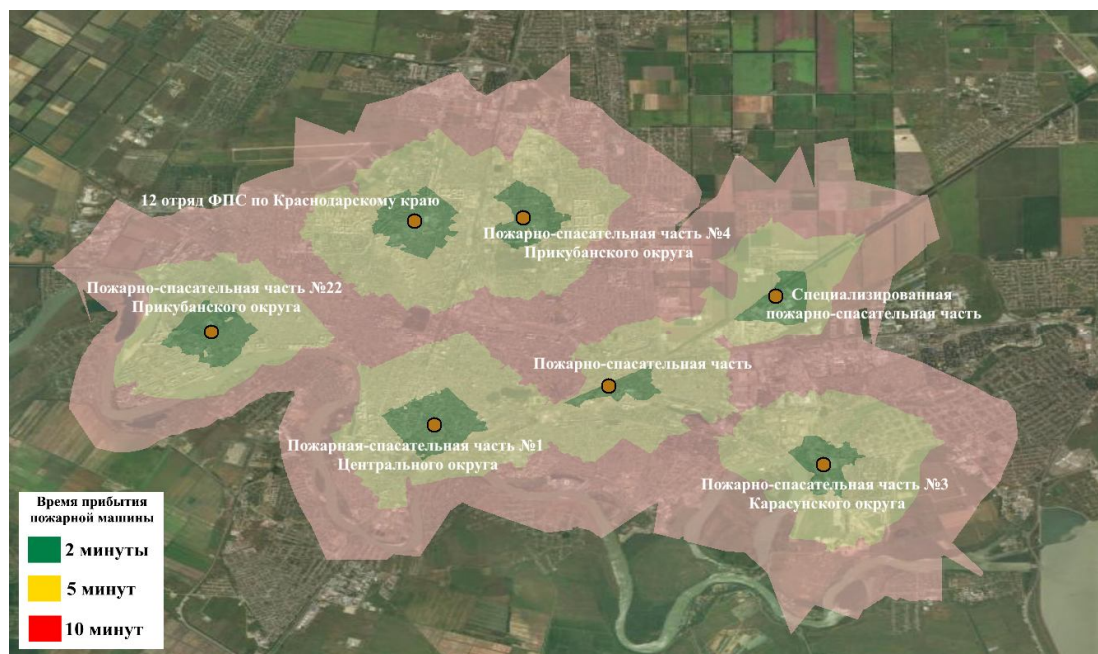 12 отряд ФПС по Краснодарскому краю
Пожарно-спасательная часть №4
Прикубанского округа
Пожарно-спасательная часть №22
Прикубанского округа
Специализированная
пожарно-спасательная часть
Пожарно-спасательная часть
Пожарная-спасательная часть №1
Центрального округа
Пожарно-спасательная часть №3
Карасунского округа
Время прибытия
пожарной машины
2 минуты
5 минут
10 минут